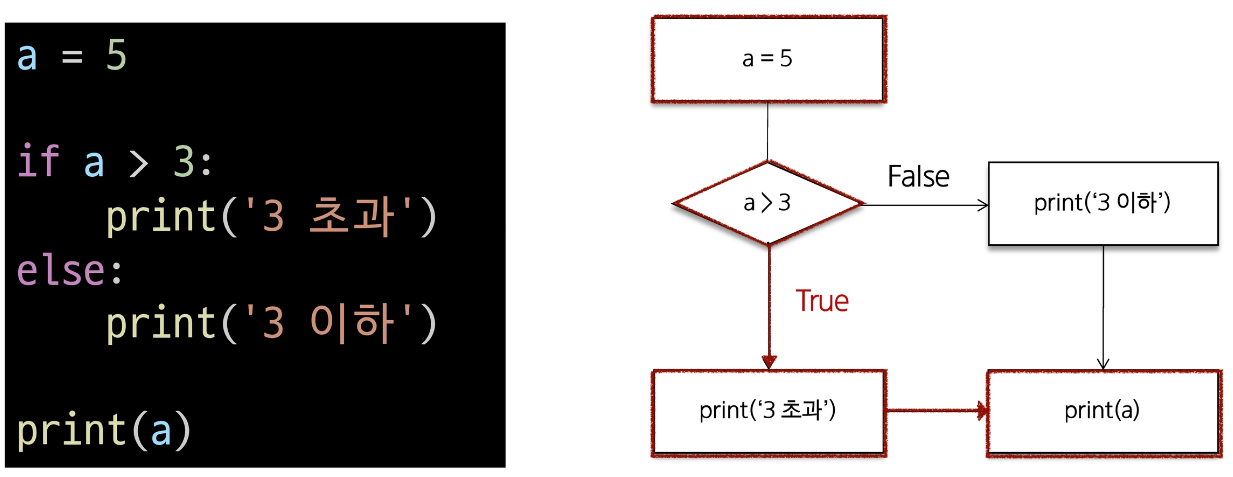 a = 5
if a > 3:
    print('3 초과')
else:
    print('3 이하')
print(a)
a = 5
a > 3
False
print(‘3 이하’)
True
print(‘3 초과’)
print(a)